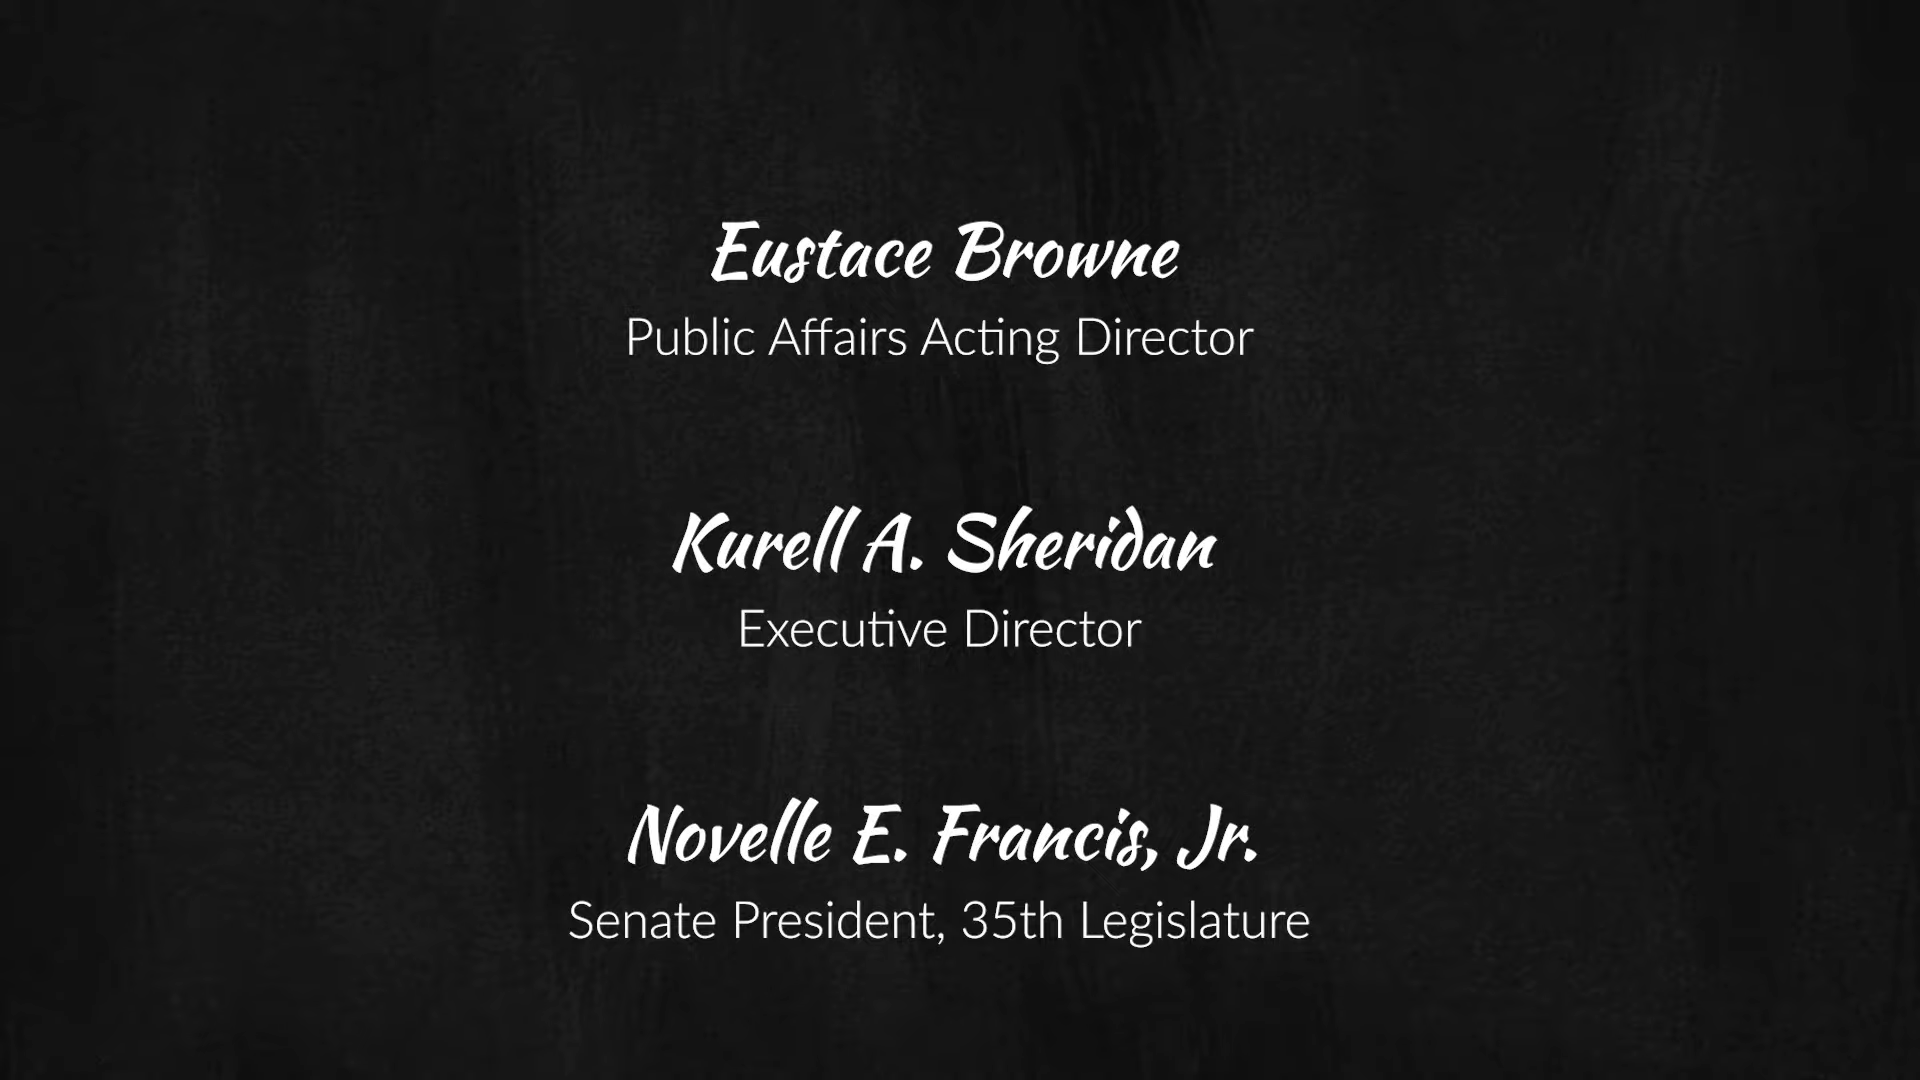 Eustace Browne
Public Affairs Acting Director
Kurell A. Sheridan
Executive Director
Novelle E. Francis, Jr.
Senate President, 35th Legislature